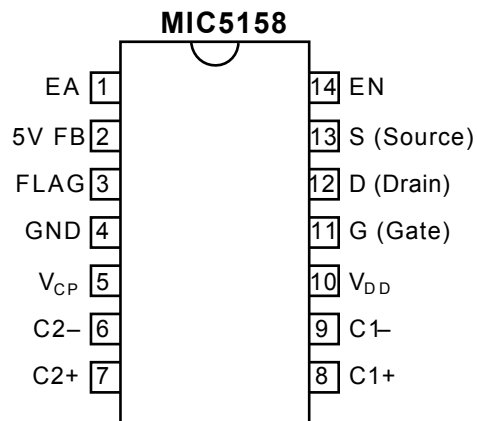 MIC5158
EA 1 14 EN
5V FB 2 13 S (Source)
FLAG 3 12 D (Drain)
GND 4 11 G (Gate)
VCP 5 10 VDD
C2– 6 9 C1–
C2+ 7 8 C1+